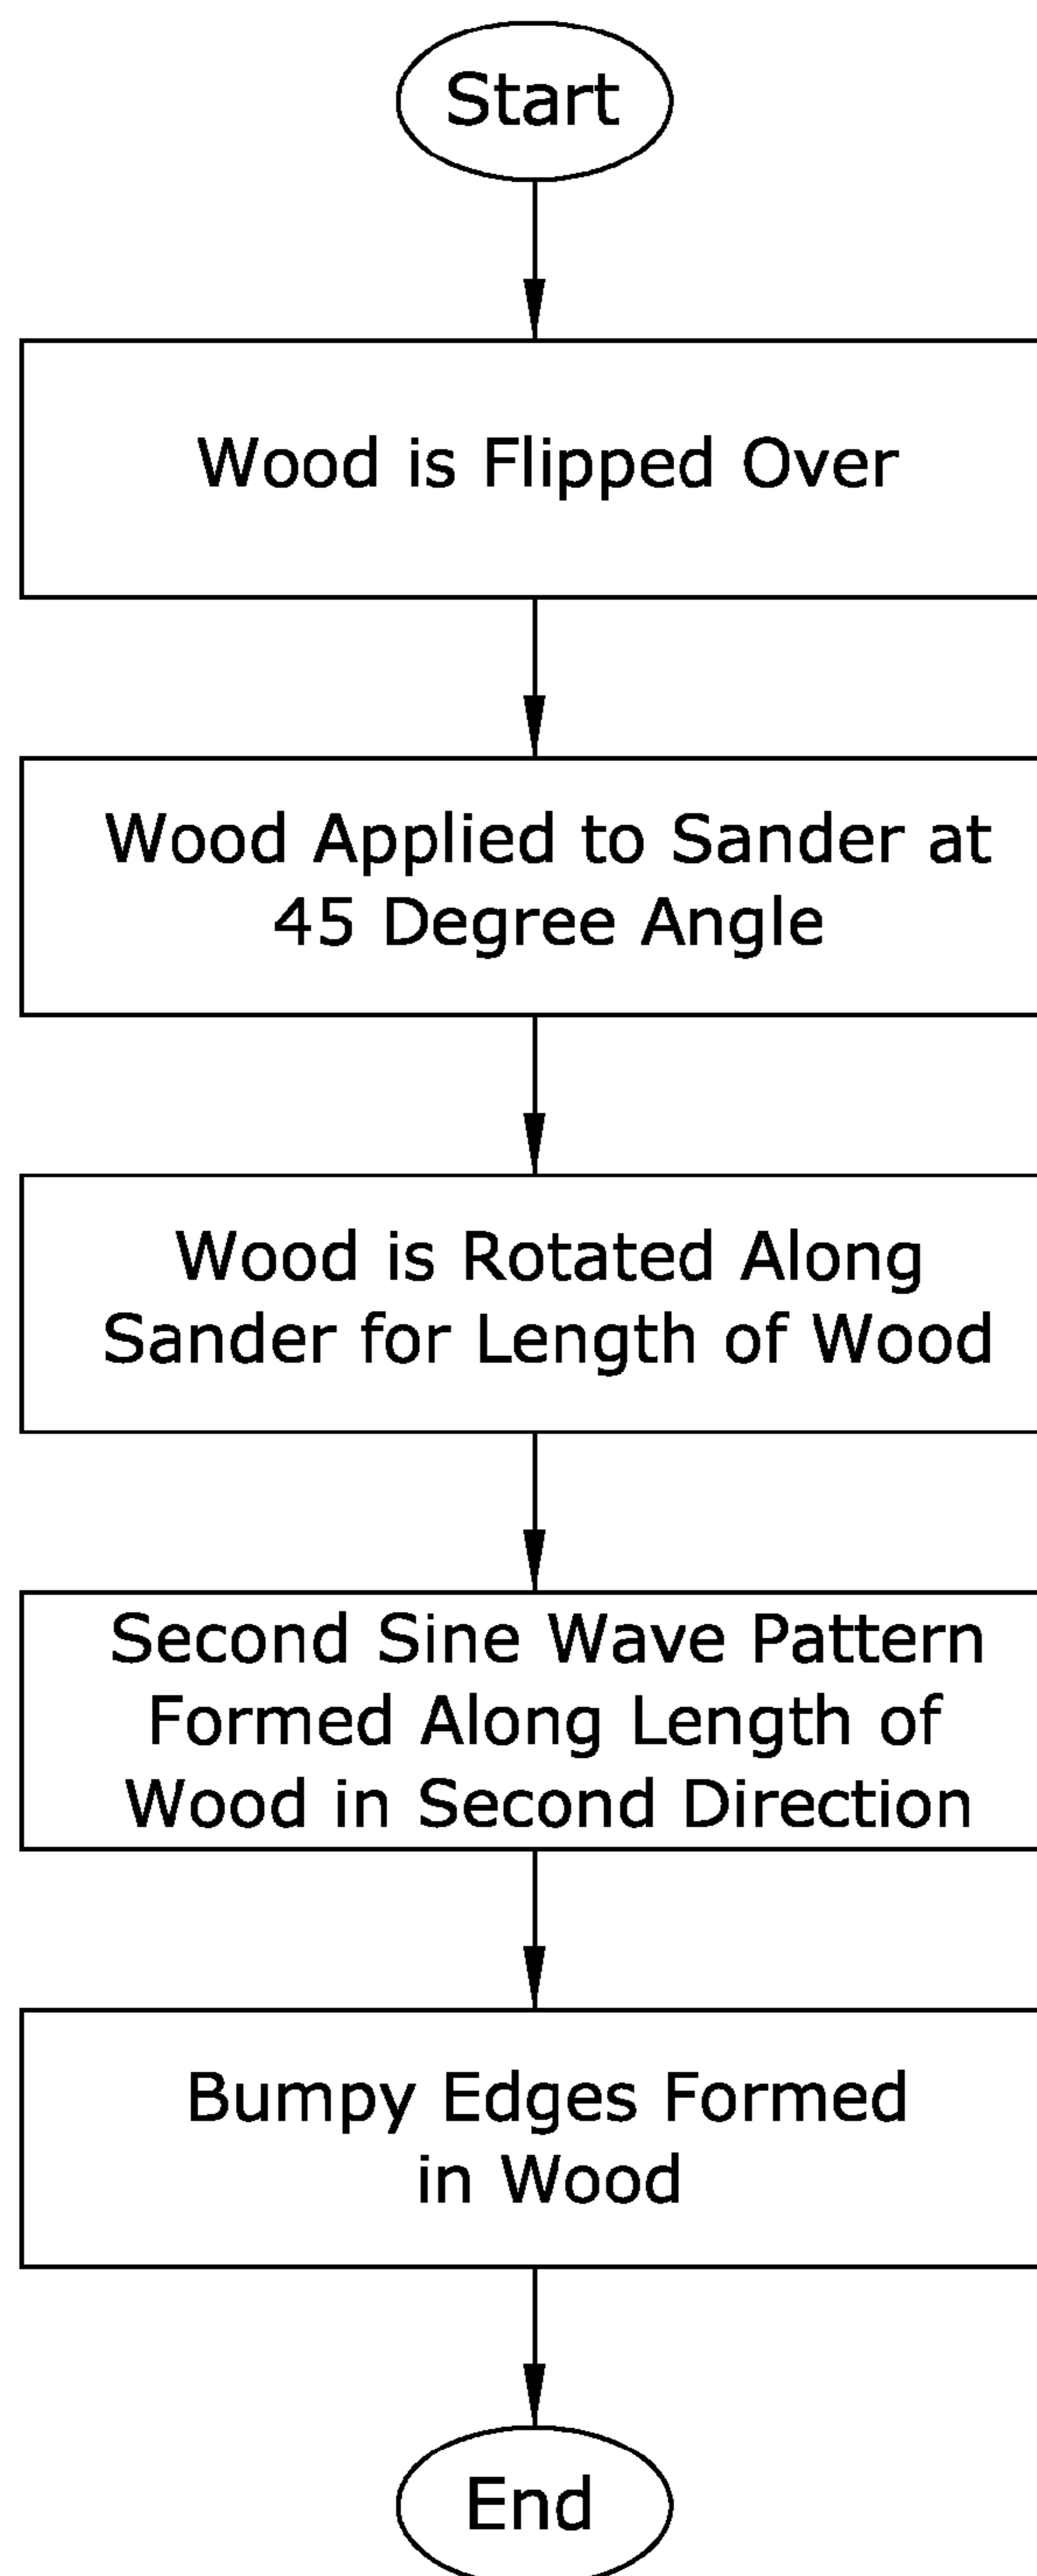 Start
Wood is Flipped Over
Wood Applied to Sander at
45 Degree Angle
Wood is Rotated Along
Sander for Length of Wood
Second Sine Wave Pattern
Formed Along Length of
Wood in Second Direction
Bumpy Edges Formed
in Wood
End